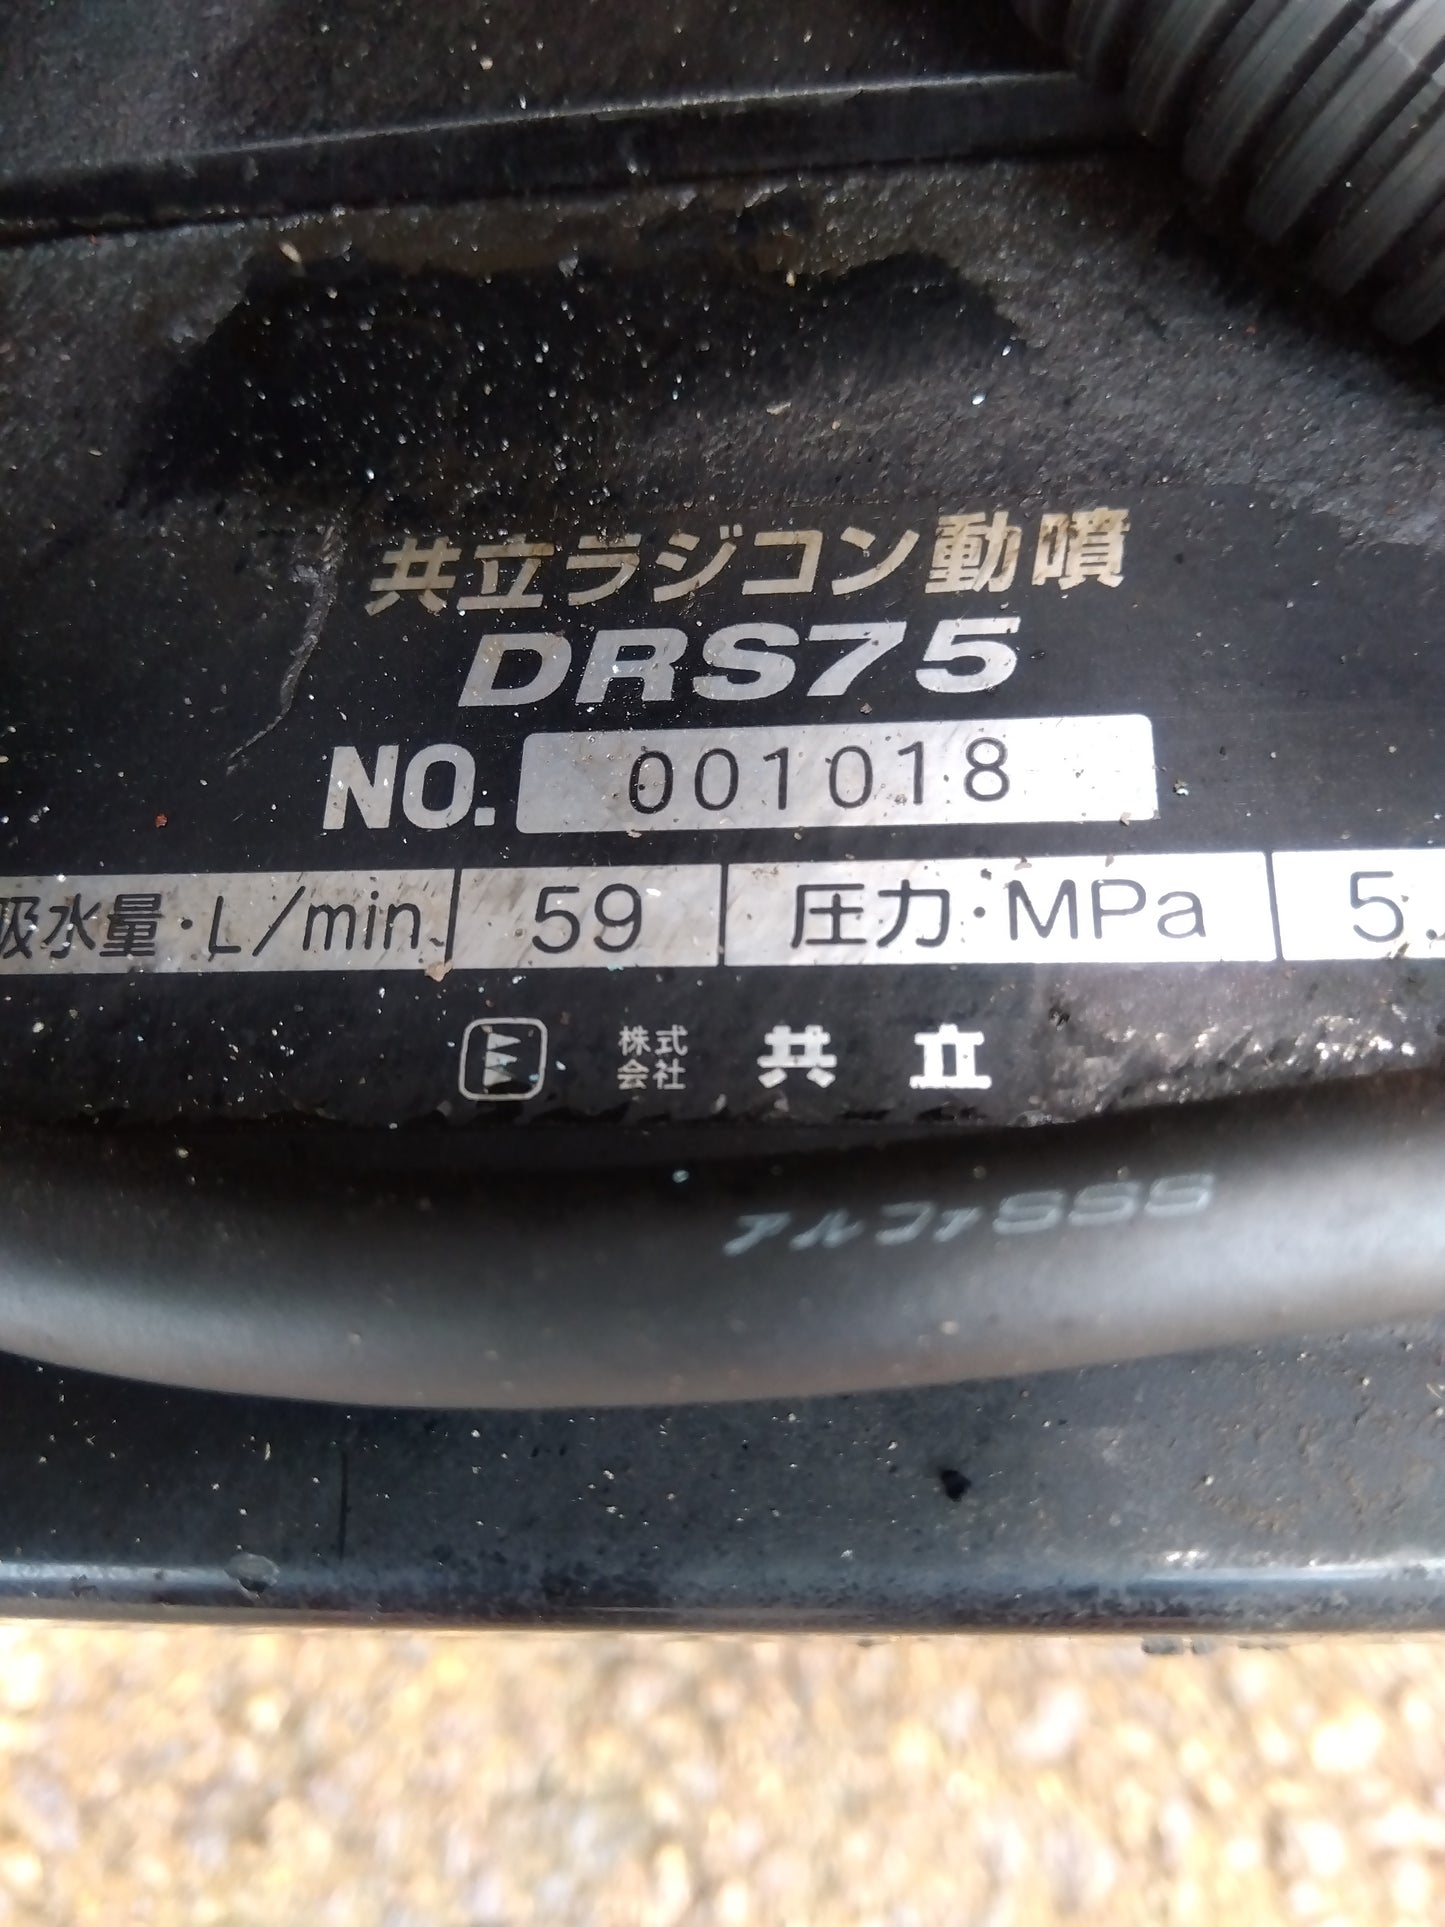 共立ラジコン動噴
DRS75
NO. 001018
吸水量・L/min 59 圧力・MPa 5.
株式会社 共立
アルファSSS